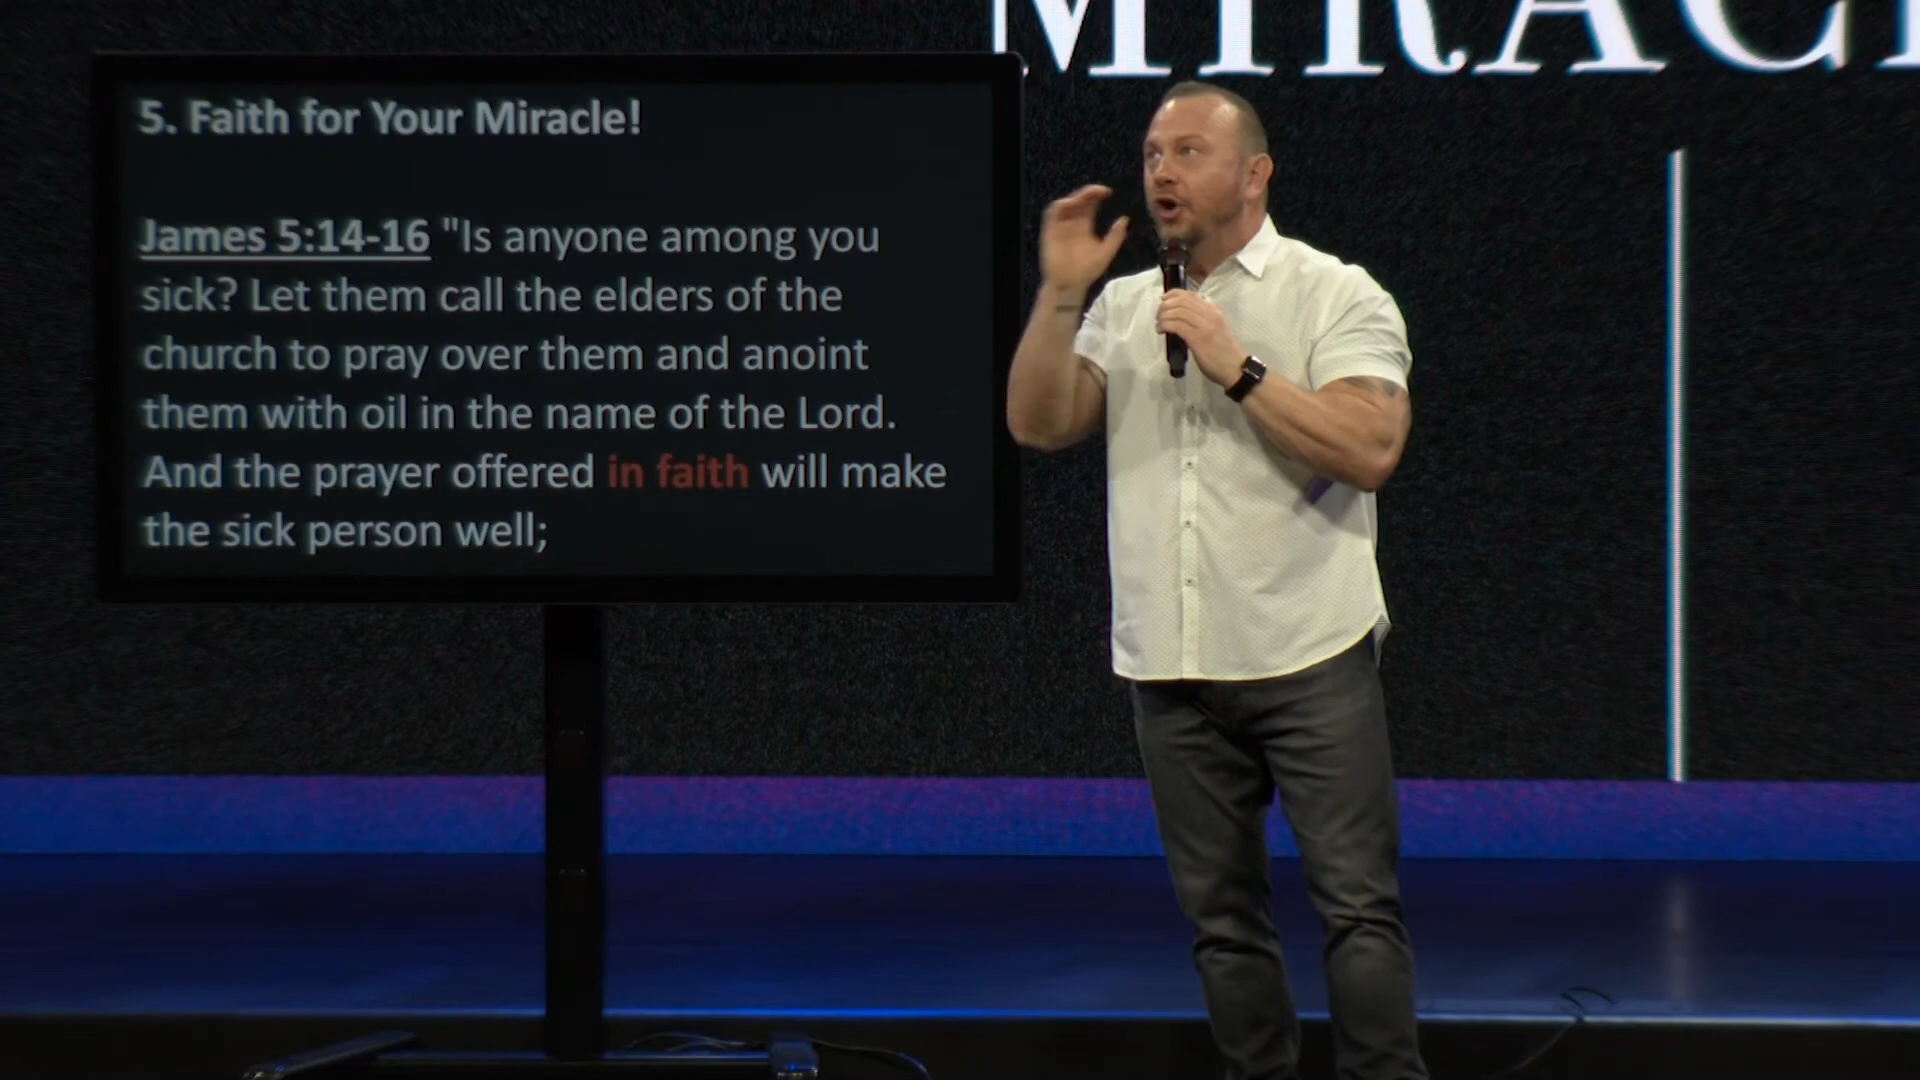 MIRAC
5. Faith for Your Miracle!
James 5:14-16 "Is anyone among you
sick? Let them call the elders of the
church to pray over them and anoint
them with oil in the name of the Lord.
And the prayer offered in faith will make
the sick person well;